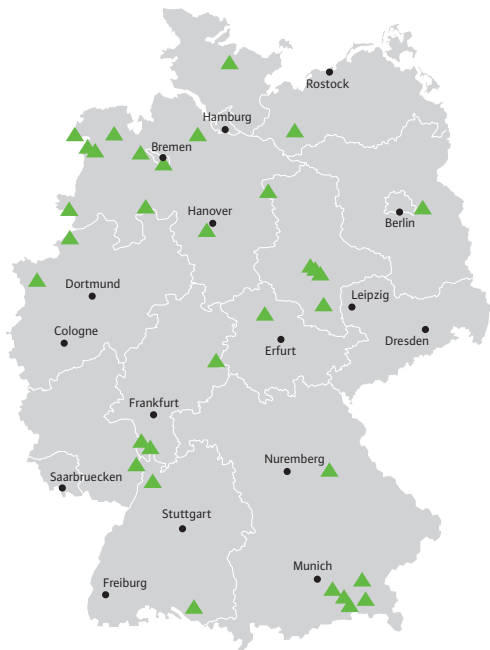 Rostock
Hamburg
Bremen
Hanover
Berlin
Dortmund
Leipzig
Cologne
Erfurt
Dresden
Frankfurt
Nuremberg
Saarbruecken
Stuttgart
Munich
Freiburg